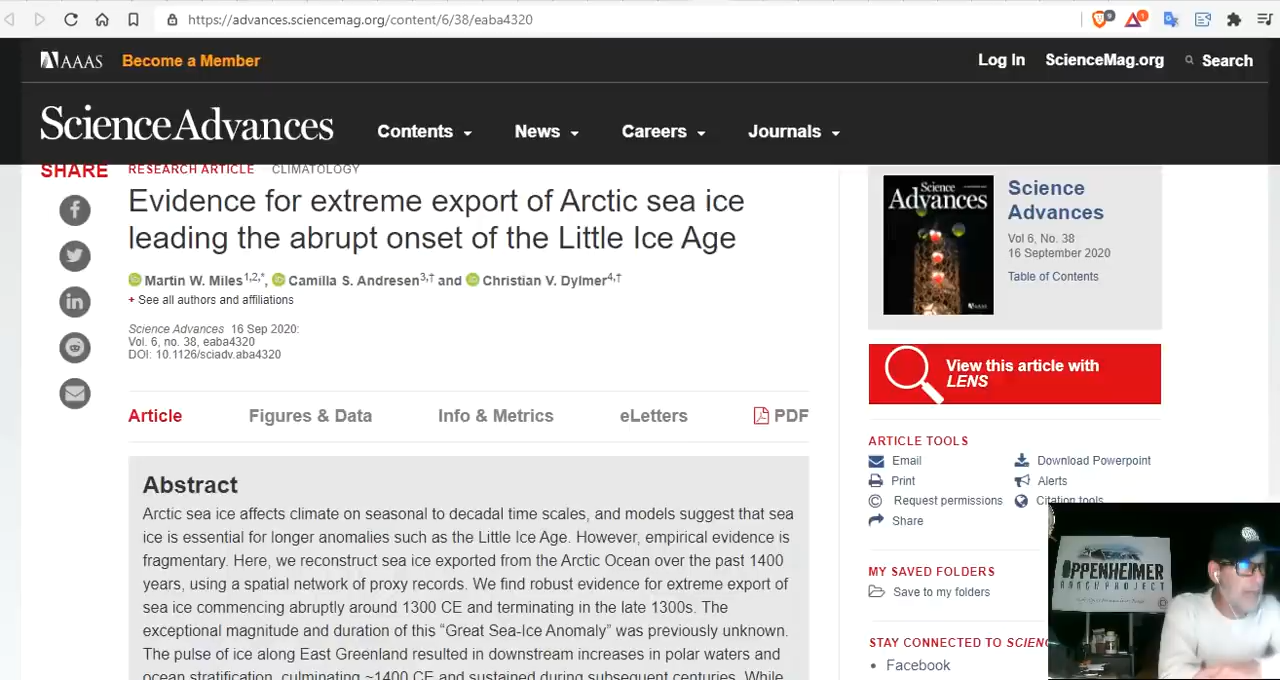 https://advances.sciencemag.org/content/6/38/eaba4320
9
1
AAAS
Become a Member
Log In
ScienceMag.org
Search
ScienceAdvances
Contents
News
Careers
Journals
SHARE
RESEARCH ARTICLE
CLIMATOLOGY
Evidence for extreme export of Arctic sea ice
leading the abrupt onset of the Little Ice Age
Martin W. Miles1,2,*, Camilla S. Andresen3,† and Christian V. Dylmer4,†
+ See all authors and affiliations
Science Advances 16 Sep 2020:
Vol. 6, no. 38, eaba4320
DOI: 10.1126/sciadv.aba4320
Article
Figures & Data
Info & Metrics
eLetters
PDF
Abstract
Arctic sea ice affects climate on seasonal to decadal time scales, and models suggest that sea
ice is essential for longer anomalies such as the Little Ice Age. However, empirical evidence is
fragmentary. Here, we reconstruct sea ice exported from the Arctic Ocean over the past 1400
years, using a spatial network of proxy records. We find robust evidence for extreme export of
sea ice commencing abruptly around 1300 CE and terminating in the late 1300s. The
exceptional magnitude and duration of this “Great Sea-Ice Anomaly” was previously unknown.
The pulse of ice along East Greenland resulted in downstream increases in polar waters and
ocean stratification, culminating ~1400 CE and sustained during subsequent centuries. While
Science
Advances
AAAS
Science
Advances
Vol 6, No. 38
16 September 2020
Table of Contents
View this article with
LENS
ARTICLE TOOLS
Email
Download Powerpoint
Print
Alerts
Request permissions
Citation tools
Share
MY SAVED FOLDERS
Save to my folders
STAY CONNECTED TO SCIENC
Facebook
OPPENHEIMER
RANCH PROJECT